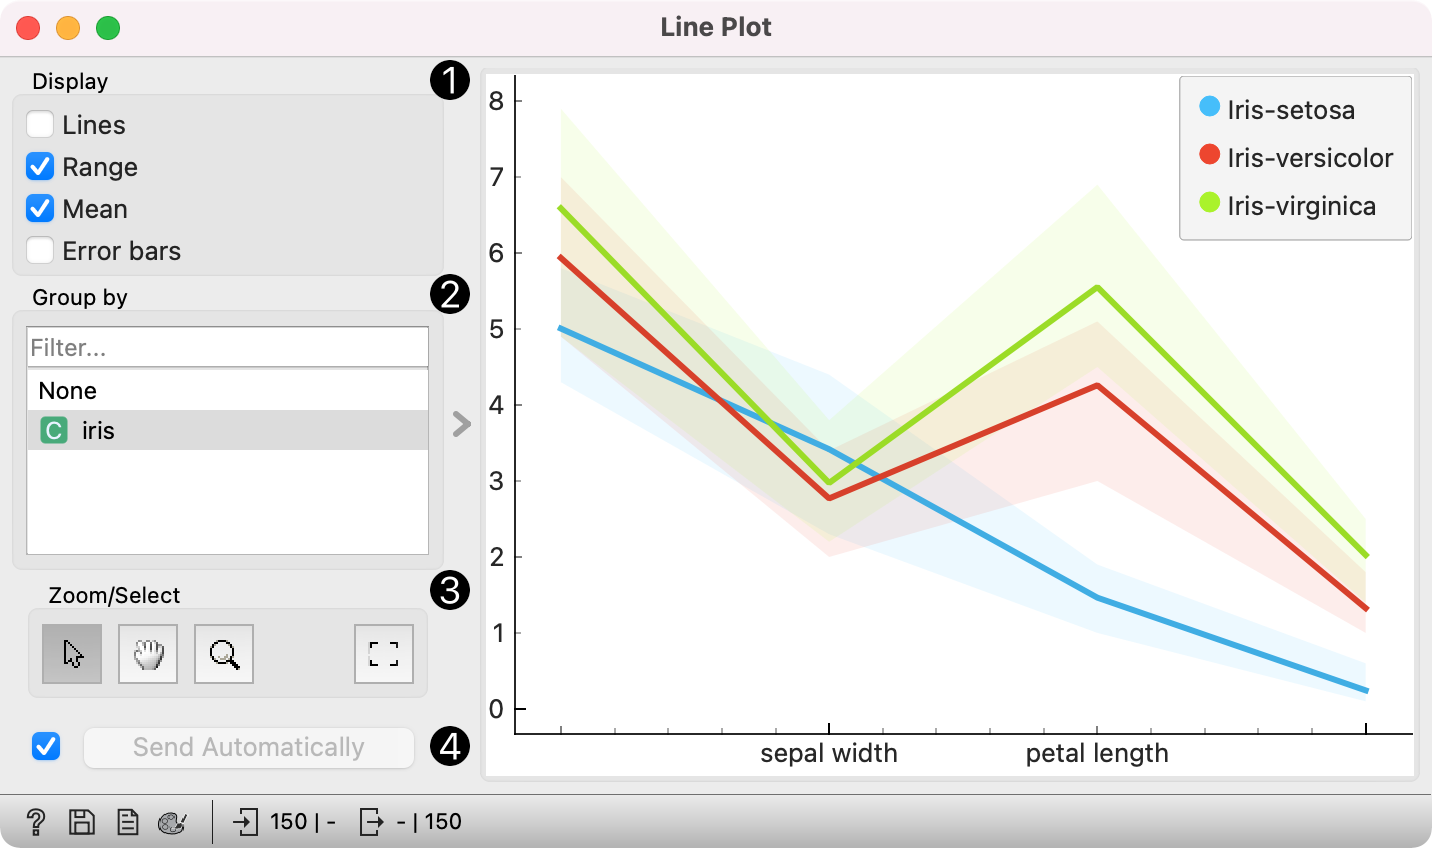 Line Plot
Display
1
Lines
Range
Mean
Error bars
Group by
2
Filter...
None
C iris
Zoom/Select
3
Send Automatically
4
8
7
6
5
4
3
2
1
0
sepal width petal length
Iris-setosa
Iris-versicolor
Iris-virginica
? 150 | - - | 150